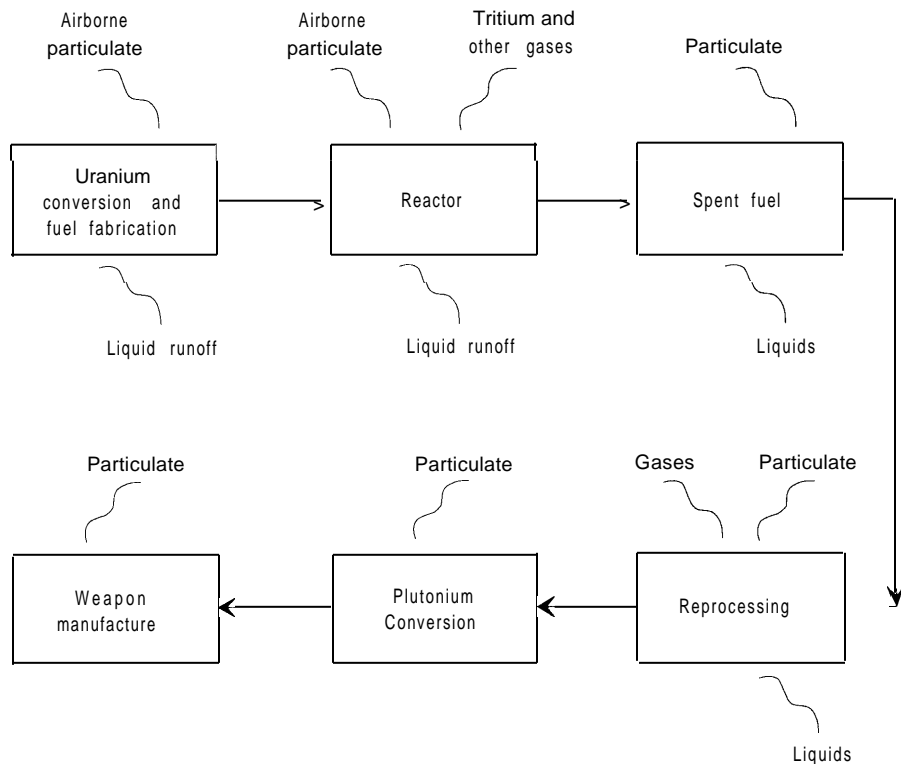 Airborne
particulate
Airborne
particulate
Tritium and
other gases
Particulate
Uranium
conversion and
fuel fabrication
Reactor
Spent fuel
Liquid runoff
Liquid runoff
Liquids
Particulate
Particulate
Gases
Particulate
Weapon
manufacture
Plutonium
Conversion
Reprocessing
Liquids